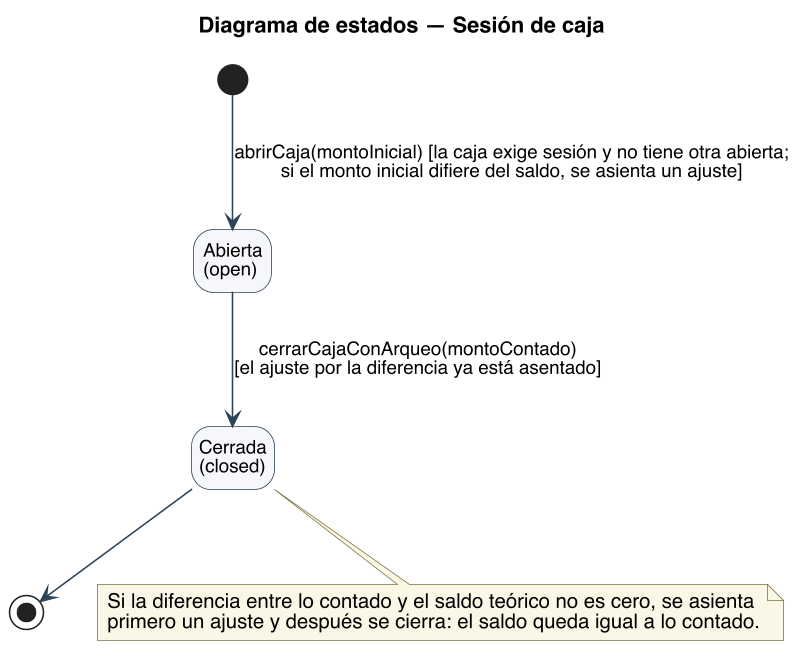 Diagrama de estados — Sesión de caja
abrirCaja(montoInicial) [la caja exige sesión y no tiene otra abierta;
si el monto inicial difiere del saldo, se asienta un ajuste]
Abierta
(open)
cerrarCajaConArqueo(montoContado)
[el ajuste por la diferencia ya está asentado]
Cerrada
(closed)
Si la diferencia entre lo contado y el saldo teórico no es cero, se asienta
primero un ajuste y después se cierra: el saldo queda igual a lo contado.